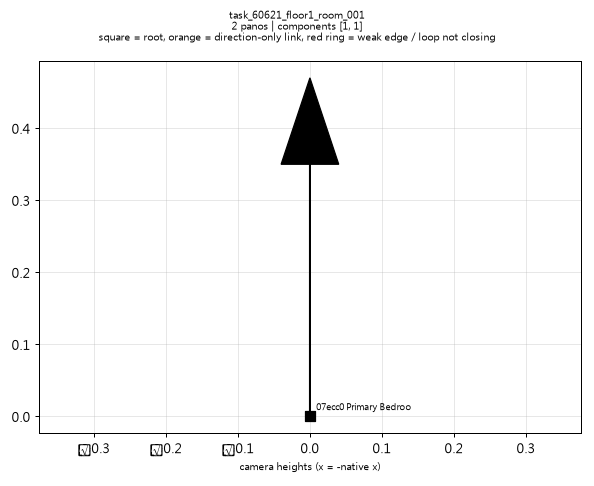 task_60621_floor1_room_001
2 panos | components [1, 1]
square = root, orange = direction-only link, red ring = weak edge / loop not closing
0.4
0.3
0.2
0.1
0.0
07ecc0 Primary Bedroo
0.3 0.2 0.1 0.0 0.1 0.2 0.3
camera heights (x = -native x)